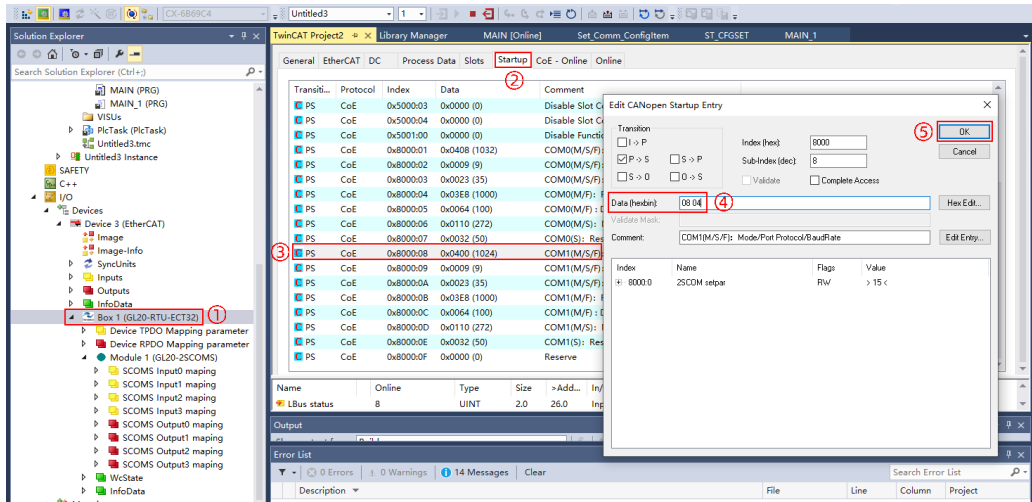 CX-6B69C4
Untitled3
1
Solution Explorer
Search Solution Explorer (Ctrl+;)
MAIN (PRG)
MAIN_1 (PRG)
VISUs
PlcTask (PlcTask)
Untitled3.tmc
Untitled3 Instance
SAFETY
C++
I/O
Devices
Device 3 (EtherCAT)
Image
Image-Info
SyncUnits
Inputs
Outputs
InfoData
Box 1 (GL20-RTU-ECT32)
①
Device TPDO Mapping parameter
Device RPDO Mapping parameter
Module 1 (GL20-2SCOMS)
SCOMS Input0 maping
SCOMS Input1 maping
SCOMS Input2 maping
SCOMS Input3 maping
SCOMS Output0 maping
SCOMS Output1 maping
SCOMS Output2 maping
SCOMS Output3 maping
WcState
InfoData
TwinCAT Project2 Library Manager MAIN [Online] Set_Comm_ConfigItem ST_CFGSET MAIN_1
General EtherCAT DC Process Data Slots Startup CoE - Online Online
②
Transiti... Protocol Index Data Comment
C PS CoE 0x5000:03 0x0000 (0) Disable Slot C
C PS CoE 0x5000:04 0x0000 (0) Disable Slot C
C PS CoE 0x5001:00 0x0000 (0) Disable Functio
C PS CoE 0x8000:01 0x0408 (1032) COM0(M/S/F):
C PS CoE 0x8000:02 0x0009 (9) COM0(M/S/F):
C PS CoE 0x8000:03 0x0023 (35) COM0(M/S/F):
C PS CoE 0x8000:04 0x03E8 (1000) COM0(M/F): F
C PS CoE 0x8000:05 0x0064 (100) COM0(M/F) : D
C PS CoE 0x8000:06 0x0110 (272) COM0(M/S) :
C PS CoE 0x8000:07 0x0032 (50) COM0(S): Res
③
C PS CoE 0x8000:08 0x0400 (1024) COM1(M/S/F):
C PS CoE 0x8000:09 0x0009 (9) COM1(M/S/F):
C PS CoE 0x8000:0A 0x0023 (35) COM1(M/S/F):
C PS CoE 0x8000:0B 0x03E8 (1000) COM1(M/F): F
C PS CoE 0x8000:0C 0x0064 (100) COM1(M/F) : D
C PS CoE 0x8000:0D 0x0110 (272) COM1(M/S): I
C PS CoE 0x8000:0E 0x0032 (50) COM1(S): Res
C PS CoE 0x8000:0F 0x0000 (0) Reserve
Name Online Type Size >Add... In/
LBus status 8 UINT 2.0 26.0 Inp
Output
Error List
0 Errors 0 Warnings 14 Messages Clear
Search Error List
Description File Line Column Project
Edit CANopen Startup Entry
Transition
I -> P
P -> S S -> P
S -> O O -> S
Index (hex): 8000
Sub-Index (dec): 8
Validate Complete Access
⑤
OK
Cancel
Data (hexbin): 08 04
④
Hex Edit...
Validate Mask:
Comment: COM1(M/S/F): Mode/Port Protocol/BaudRate
Edit Entry...
Index Name Flags Value
8000:0 2SCOM setpar RW > 15 <